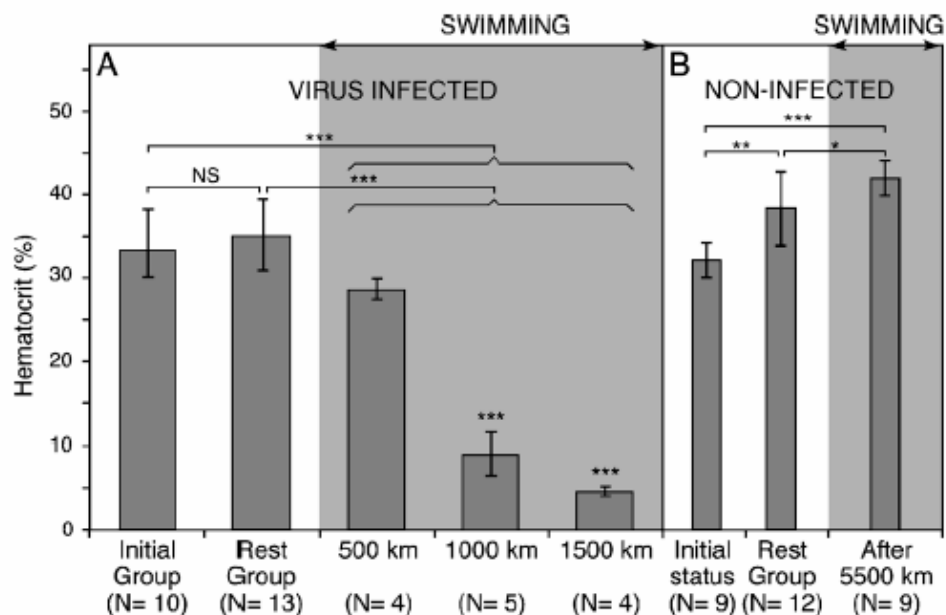 SWIMMING
SWIMMING
A
B
VIRUS INFECTED
NON-INFECTED
***
***
NS
***
**
*
***
***
Hematocrit (%)
50
40
30
20
10
0
Initial
Group
(N= 10)
Rest
Group
(N= 13)
500 km
(N= 4)
1000 km
(N= 5)
1500 km
(N= 4)
Initial
status
(N= 9)
Rest
Group
(N= 12)
After
5500 km
(N= 9)